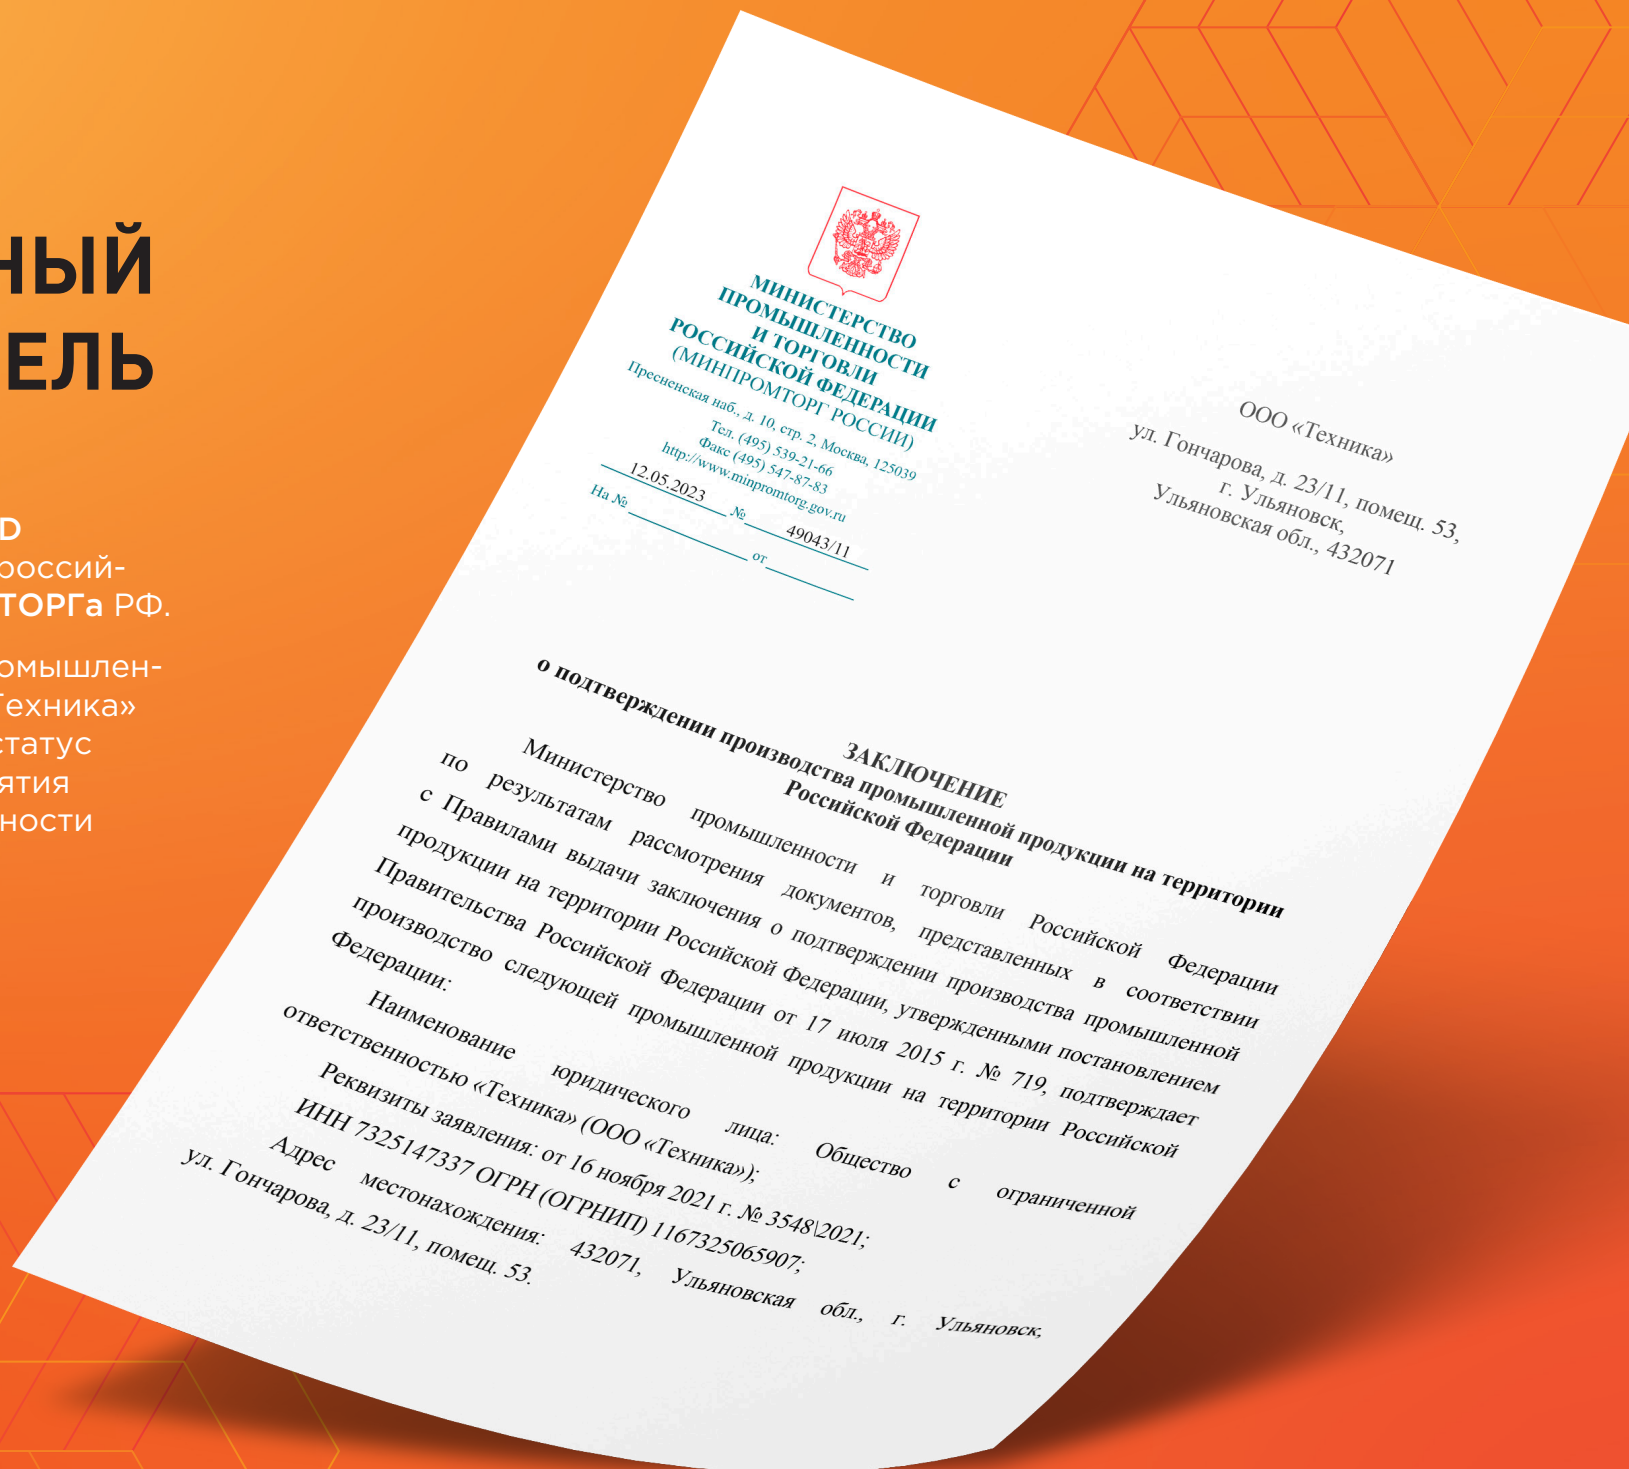 НЫЙ
ЕЛЬ
D
россий-
ТОРГа РФ.
омышлен-
Техника»
статус
ятия
ности
МИНИСТЕРСТВО
ПРОМЫШЛЕННОСТИ
И ТОРГОВЛИ
РОССИЙСКОЙ ФЕДЕРАЦИИ
(МИНПРОМТОРГ РОССИИ)
Пресненская наб., д. 10, стр. 2, Москва, 125039
Тел. (495) 539-21-66
Факс (495) 547-87-83
http://www.minpromtorg.gov.ru
12.05.2023 № 49043/11
На № от
ООО «Техника»
ул. Гончарова, д. 23/11, помещ. 53,
г. Ульяновск,
Ульяновская обл., 432071
ЗАКЛЮЧЕНИЕ
о подтверждении производства промышленной продукции на территории
Российской Федерации
Министерство промышленности и торговли Российской Федерации
по результатам рассмотрения документов, представленных в соответствии
с Правилами выдачи заключения о подтверждении производства промышленной
продукции на территории Российской Федерации, утвержденными постановлением
Правительства Российской Федерации от 17 июля 2015 г. № 719, подтверждает
производство следующей промышленной продукции на территории Российской
Федерации:
Наименование юридического лица: Общество с ограниченной
ответственностью «Техника» (ООО «Техника»);
Реквизиты заявления: от 16 ноября 2021 г. № 3548\2021;
ИНН 7325147337 ОГРН (ОГРНИП) 1167325065907;
Адрес местонахождения: 432071, Ульяновская обл., г. Ульяновск,
ул. Гончарова, д. 23/11, помещ. 53.